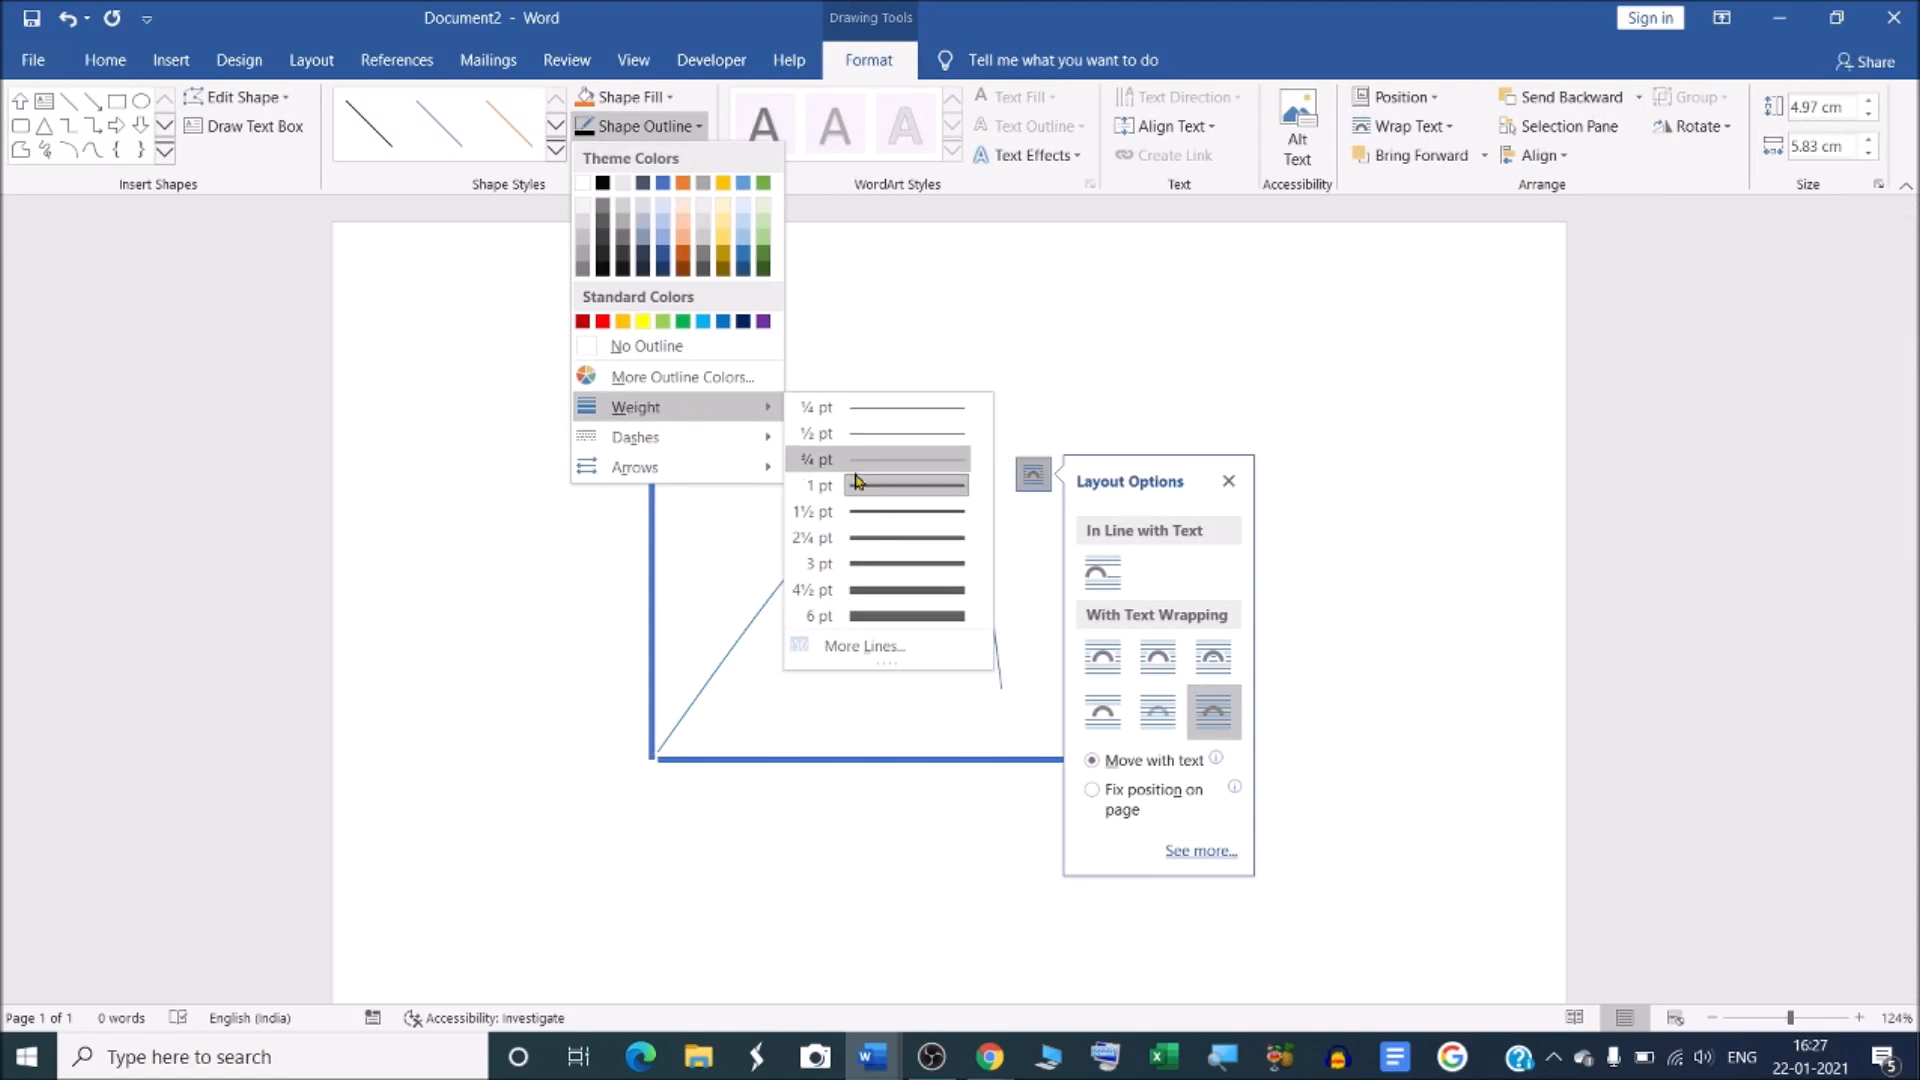 Document2 - Word
Drawing Tools
Sign in
File
Home
Insert
Design
Layout
References
Mailings
Review
View
Developer
Help
Format
Tell me what you want to do
Share
Edit Shape
Draw Text Box
Insert Shapes
Shape Fill
Shape Outline
Shape Styles
A A A
WordArt Styles
A Text Fill
A Text Outline
A Text Effects
Text Direction
Align Text
Create Link
Text
Alt
Text
Accessibility
Position
Wrap Text
Bring Forward
Send Backward
Selection Pane
Align
Group
Rotate
Arrange
4.97 cm
5.83 cm
Size
Theme Colors
Standard Colors
No Outline
More Outline Colors...
Weight
Dashes
Arrows
¼ pt
½ pt
¾ pt
1 pt
1½ pt
2¼ pt
3 pt
4½ pt
6 pt
More Lines...
Layout Options
In Line with Text
With Text Wrapping
Move with text
Fix position on
page
See more...
Page 1 of 1
0 words
English (India)
Accessibility: Investigate
124%
Type here to search
ENG
16:27
22-01-2021
5